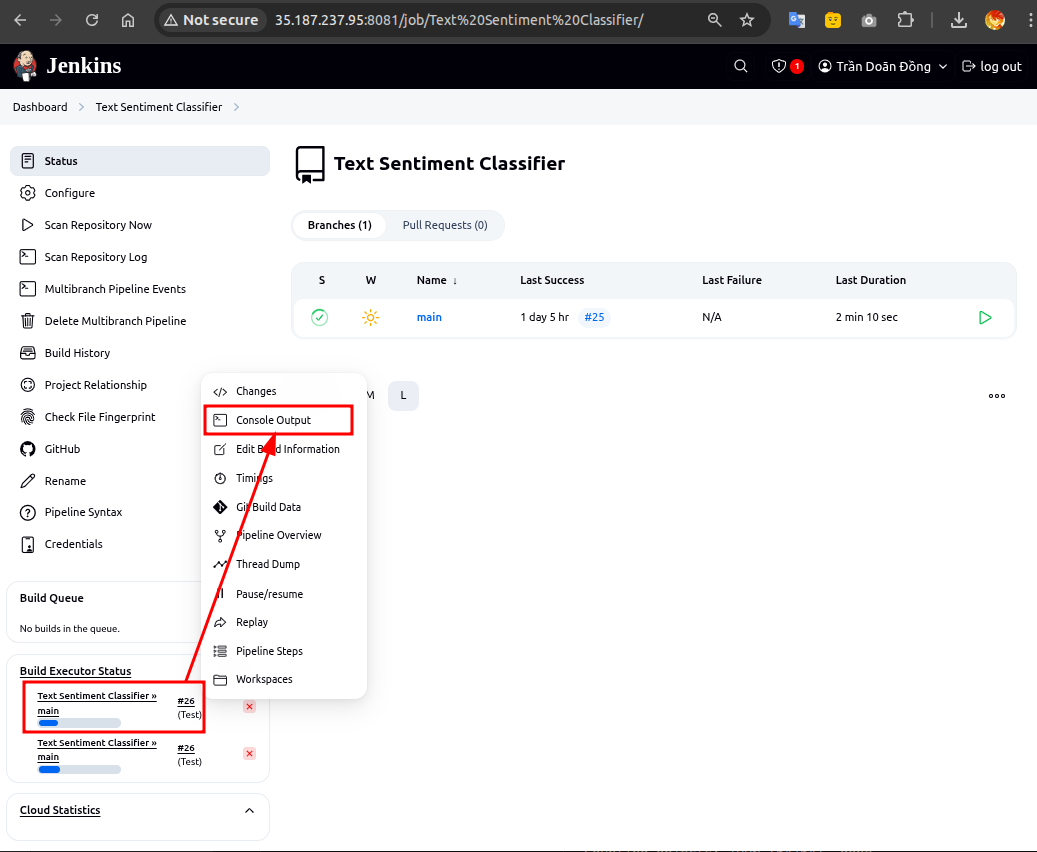 Not secure 35.187.237.95:8081/job/Text%20Sentiment%20Classifier/
Jenkins
1
Trần Doãn Đồng
log out
Dashboard
Text Sentiment Classifier
Status
Configure
Scan Repository Now
Scan Repository Log
Multibranch Pipeline Events
Delete Multibranch Pipeline
Build History
Project Relationship
Check File Fingerprint
GitHub
Rename
Pipeline Syntax
Credentials
Build Queue
No builds in the queue.
Build Executor Status
Text Sentiment Classifier »
main
#26
(Test)
Text Sentiment Classifier »
main
#26
(Test)
Cloud Statistics
Text Sentiment Classifier
Branches (1) Pull Requests (0)
S W Name ↓ Last Success Last Failure Last Duration
main 1 day 5 hr #25 N/A 2 min 10 sec
M L
Changes
Console Output
Edit Build Information
Timings
Git Build Data
Pipeline Overview
Thread Dump
Pause/resume
Replay
Pipeline Steps
Workspaces